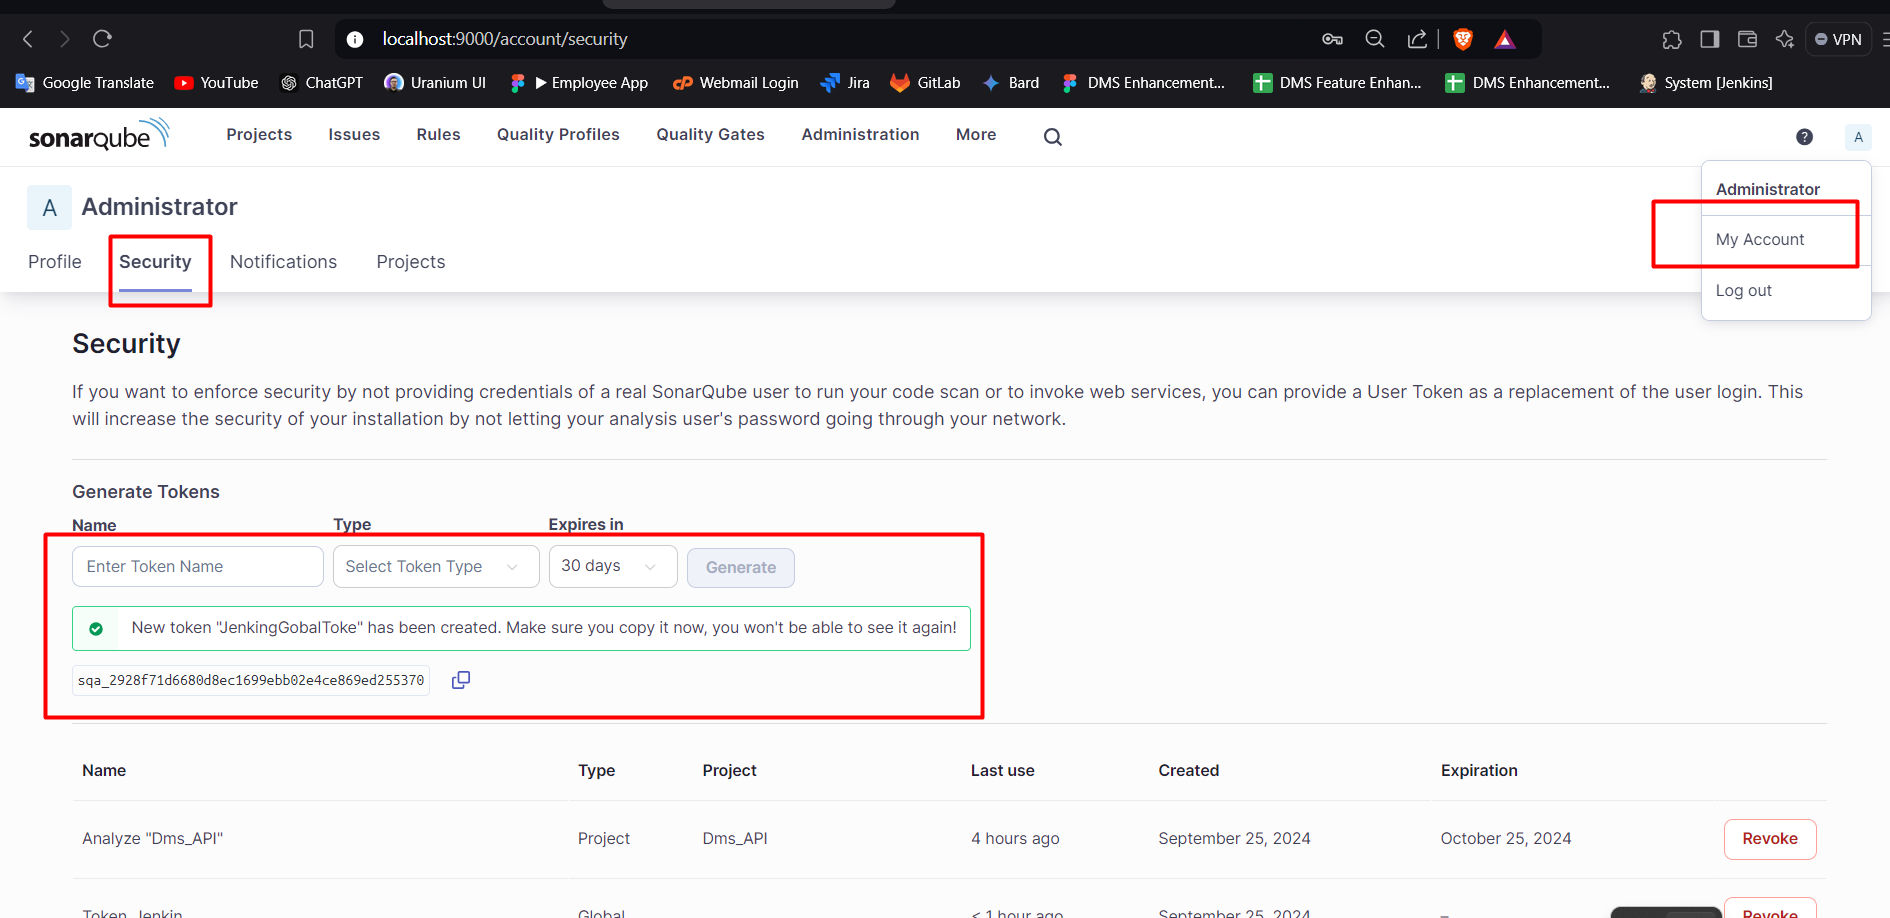 localhost:9000/account/security
VPN
Google Translate YouTube ChatGPT Uranium UI ▶ Employee App Webmail Login Jira GitLab Bard DMS Enhancement... DMS Feature Enhan... DMS Enhancement... System [Jenkins]
sonarqube Projects Issues Rules Quality Profiles Quality Gates Administration More ? A
A Administrator
Administrator
My Account
Log out
Profile Security Notifications Projects
Security
If you want to enforce security by not providing credentials of a real SonarQube user to run your code scan or to invoke web services, you can provide a User Token as a replacement of the user login. This
will increase the security of your installation by not letting your analysis user's password going through your network.
Generate Tokens
Name Type Expires in
Enter Token Name Select Token Type 30 days Generate
New token "JenkingGobalToke" has been created. Make sure you copy it now, you won't be able to see it again!
sqa_2928f71d6680d8ec1699ebb02e4ce869ed255370
Name Type Project Last use Created Expiration
Analyze "Dms_API" Project Dms_API 4 hours ago September 25, 2024 October 25, 2024 Revoke
Token_Jenkin Global < 1 hour ago September 25, 2024 – Revoke